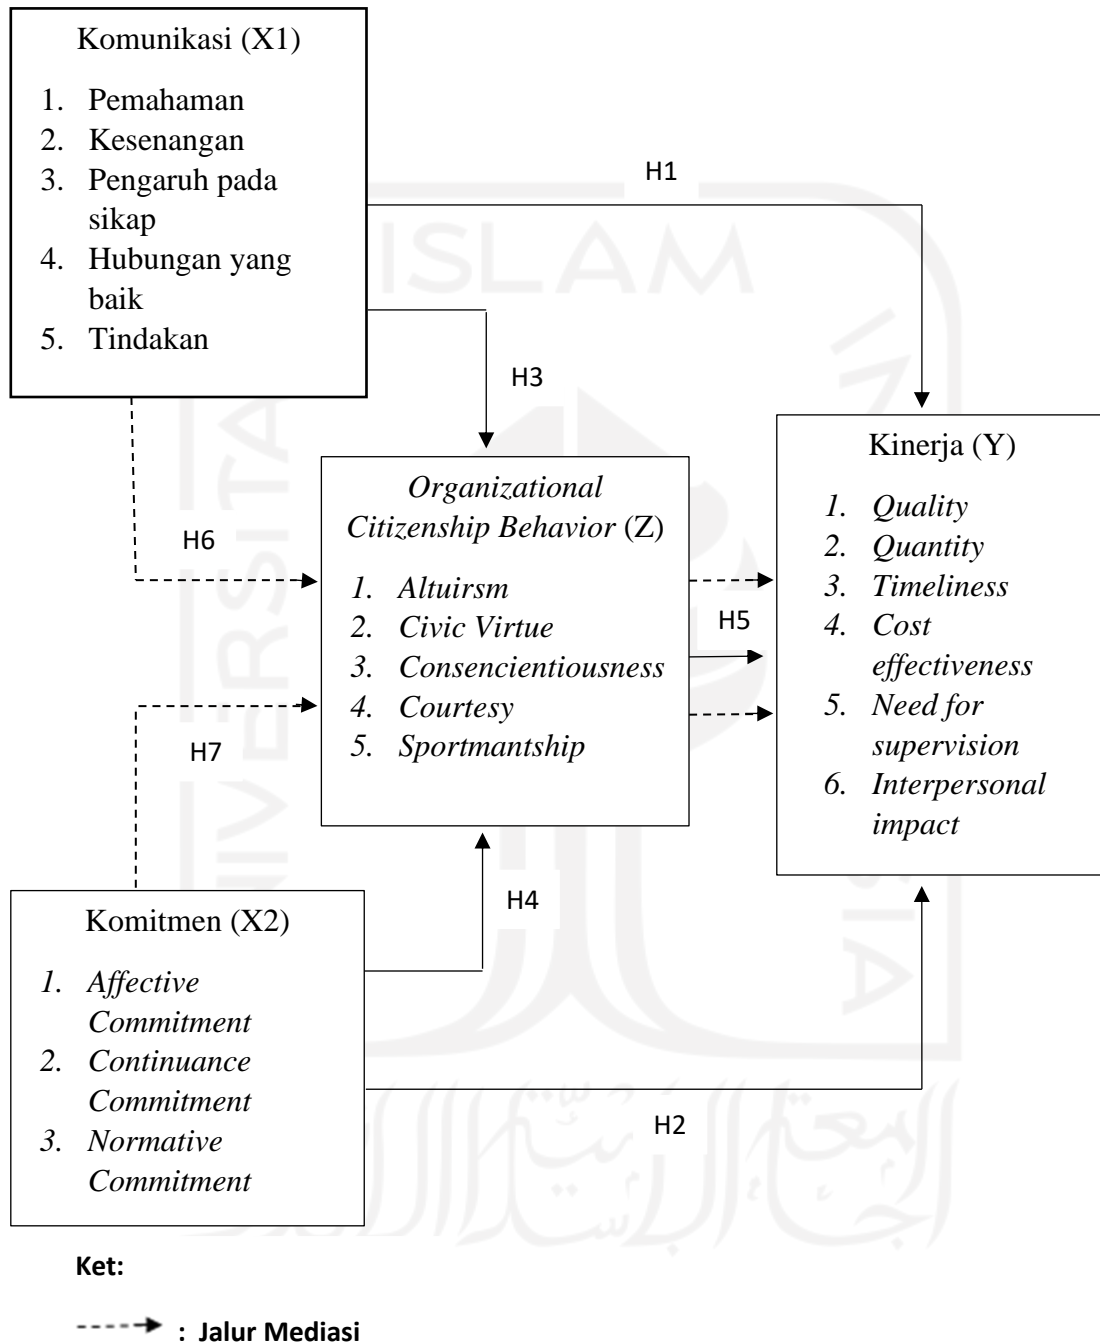 Komunikasi (X1)
1. Pemahaman
2. Kesenangan
3. Pengaruh pada
sikap
4. Hubungan yang
baik
5. Tindakan
H1
ISLAM
H3
Kinerja (Y)
1. Quality
2. Quantity
3. Timeliness
4. Cost
effectiveness
5. Need for
supervision
6. Interpersonal
impact
Organizational
Citizenship Behavior (Z)
1. Altuirsm
2. Civic Virtue
3. Consencientiousness
4. Courtesy
5. Sportmantship
H6
H5
H7
H4
Komitmen (X2)
1. Affective
Commitment
2. Continuance
Commitment
3. Normative
Commitment
H2
Ket:
: Jalur Mediasi